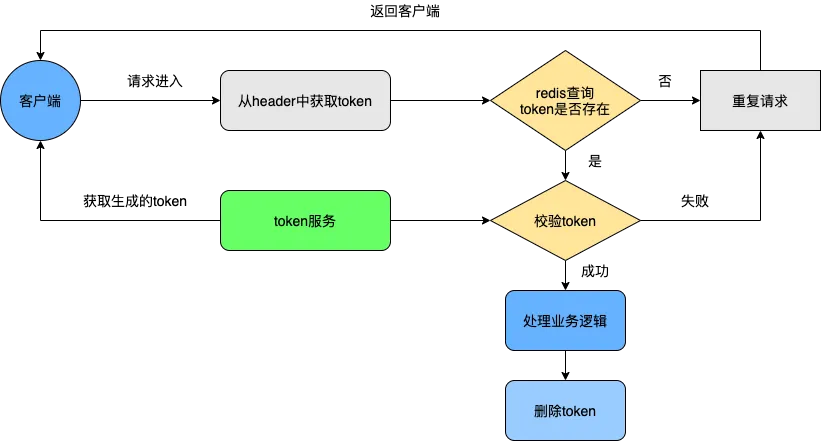 返回客户端
客户端
请求进入
从header中获取token
redis查询
token是否存在
否
重复请求
是
获取生成的token
token服务
校验token
失败
成功
处理业务逻辑
删除token